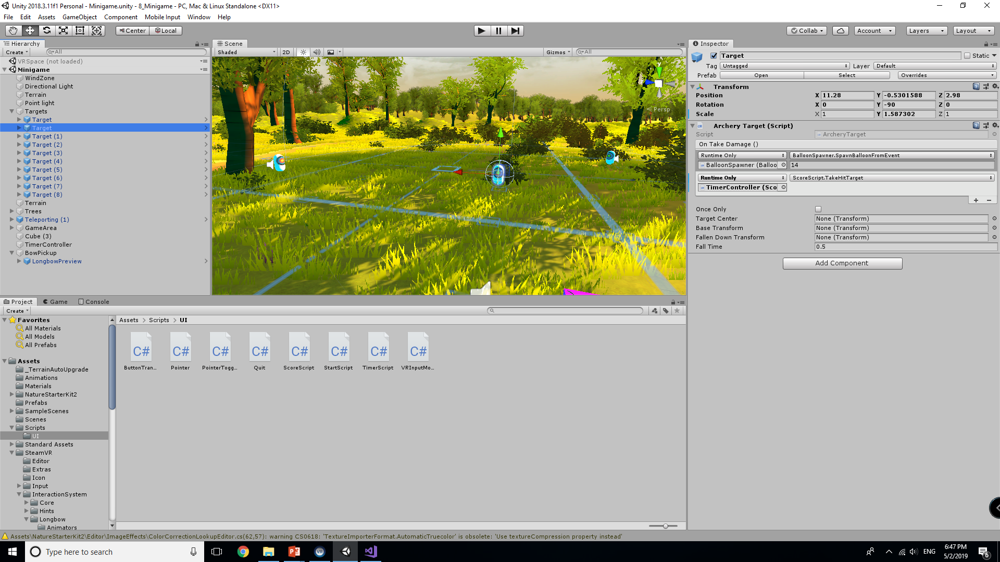 Unity 2018.3.11f1 Personal - Minigame.unity - 8_Minigame - PC, Mac & Linux Standalone <DX11>
File Edit Assets GameObject Component Mobile Input Window Help
Center Local Collab Account Layers Layout
Hierarchy
Create All
VRSpace (not loaded)
Minigame
WindZone
Directional Light
Terrain
Point light
Targets
Target
Target
Target (1)
Target (2)
Target (3)
Target (4)
Target (5)
Target (6)
Target (7)
Target (8)
Terrain
Trees
Teleporting (1)
GameArea
Cube (3)
TimerController
BowPickup
LongbowPreview
Scene
Shaded 2D Gizmos All
y
Persp
Inspector
Target Static
Tag Untagged Layer Default
Prefab Open Select Overrides
Transform
Position X 11.28 Y -0.5301588 Z 2.98
Rotation X 0 Y -90 Z 0
Scale X 1 Y 1.587302 Z 1
Archery Target (Script)
Script ArcheryTarget
On Take Damage ()
Runtime Only BalloonSpawner.SpawnBalloonFromEvent
BalloonSpawner (Balloo 14
Runtime Only ScoreScript.TakeHitTarget
TimerController (Sco
Once Only
Target Center None (Transform)
Base Transform None (Transform)
Fallen Down Transform None (Transform)
Fall Time 0.5
Add Component
Project Game Console
Create
Favorites
All Materials
All Models
All Prefabs
Assets
_TerrainAutoUpgrade
Animations
Materials
NatureStarterKit2
Prefabs
SampleScenes
Scenes
Scripts
UI
Standard Assets
SteamVR
Editor
Extras
Icon
Input
InteractionSystem
Core
Hints
Longbow
Animators
Assets > Scripts > UI
C# C# C# C# C# C# C# C#
ButtonTran... Pointer PointerTogg... Quit ScoreScript StartScript TimerScript VRInputMo...
Assets\NatureStarterKit2\Editor\ImageEffects\ColorCorrectionLookupEditor.cs(62,57): warning CS0618: 'TextureImporterFormat.AutomaticTruecolor' is obsolete: 'Use textureCompression property instead'
Type here to search
VR
ENG
6:47 PM
5/2/2019
6